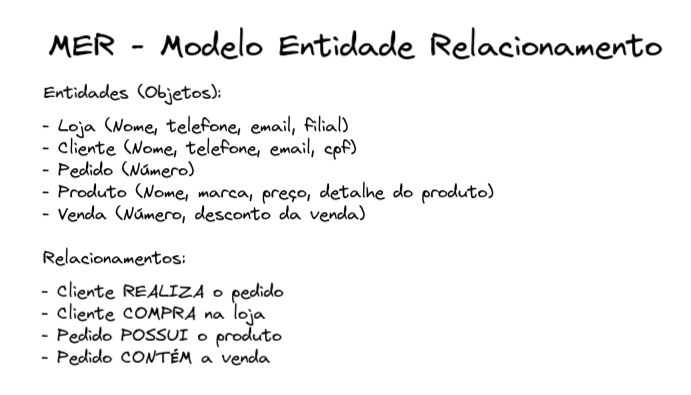 MER - Modelo Entidade Relacionamento
Entidades (Objetos):
- Loja (Nome, telefone, email, filial)
- Cliente (Nome, telefone, email, cpf)
- Pedido (Número)
- Produto (Nome, marca, preço, detalhe do produto)
- Venda (Número, desconto da venda)
Relacionamentos:
- Cliente REALIZA o pedido
- Cliente COMPRA na loja
- Pedido POSSUI o produto
- Pedido CONTÉM a venda